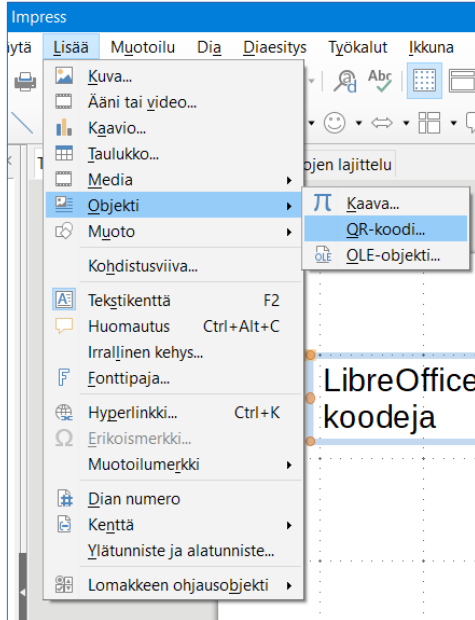 Impress
Lisää Muotoilu Dia Diaesitys Työkalut Ikkuna
Kuva...
Ääni tai video...
Kaavio...
Taulukko...
Media
Objekti
Muoto
Kohdistusviiva...
Tekstikenttä F2
Huomautus Ctrl+Alt+C
Irrallinen kehys...
Fonttipaja...
Hyperlinkki... Ctrl+K
Erikoismerkki...
Muotoilumerkki
Dian numero
Kenttä
Ylätunniste ja alatunniste...
Lomakkeen ohjausobjekti
lajittelu
Kaava...
QR-koodi...
OLE OLE-objekti...
LibreOffice
koodeja